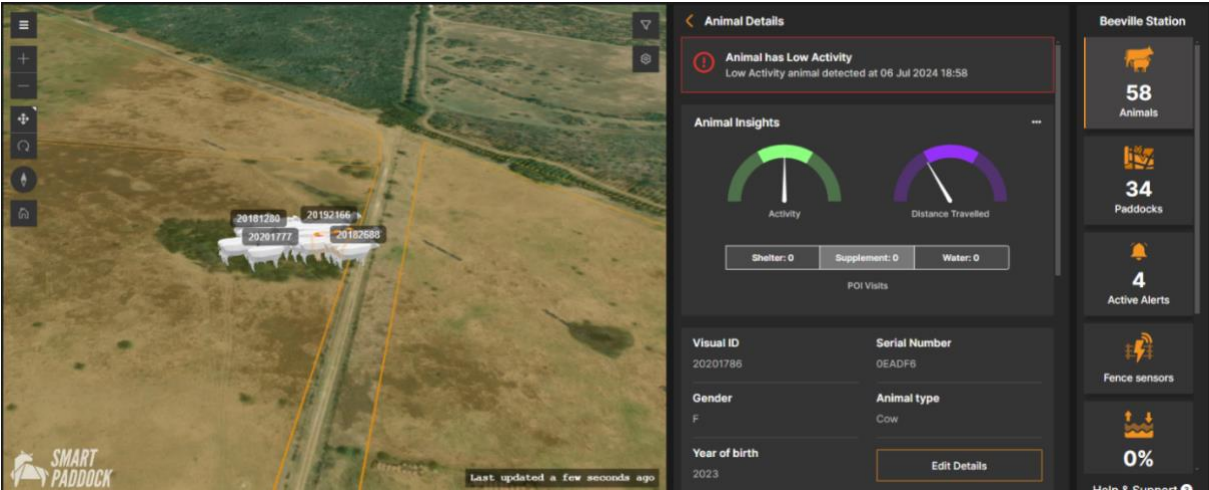 20181280
20192166
20201777
20182688
SMART
PADDOCK
Last updated a few seconds ago
Animal Details
Animal has Low Activity
Low Activity animal detected at 06 Jul 2024 18:58
Animal Insights
Activity
Distance Travelled
Shelter: 0
Supplement: 0
Water: 0
POI Visits
Visual ID
Serial Number
20201786
0EADF6
Gender
Animal type
F
Cow
Year of birth
2023
Edit Details
Beeville Station
58
Animals
34
Paddocks
4
Active Alerts
Fence sensors
0%
Help & Support